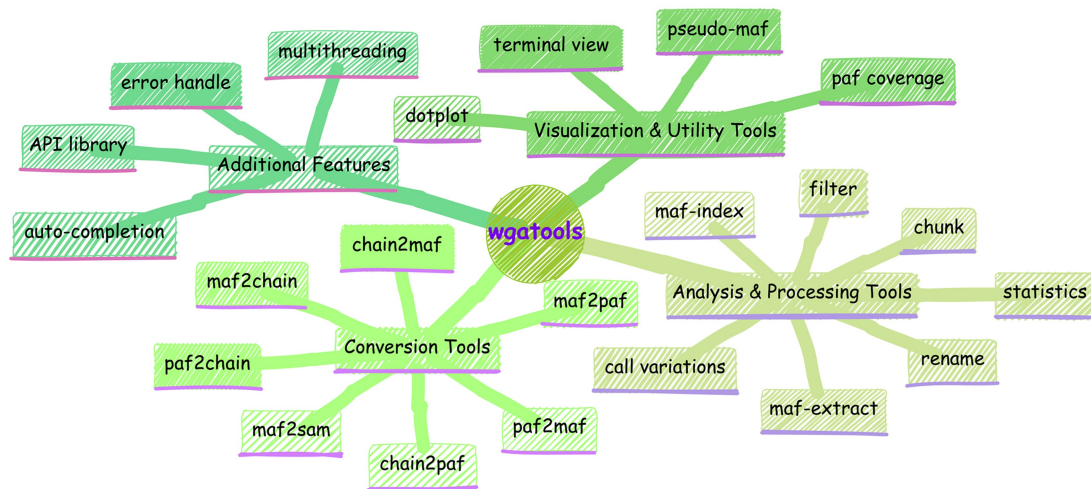 pseudo-maf
terminal view
multithreading
error handle
paf coverage
dotplot
Visualization & Utility Tools
API library
Additional Features
auto-completion
wgatools
filter
maf-index
chunk
chain2maf
maf2chain
maf2paf
Analysis & Processing Tools
statistics
Conversion Tools
paf2chain
call variations
rename
maf-extract
maf2sam
paf2maf
chain2paf